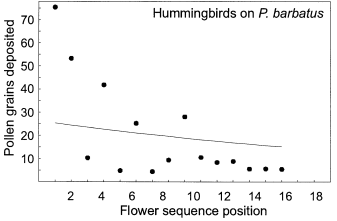 Hummingbirds on P. barbatus
Pollen grains deposited
70
60
50
40
30
20
10
2 4 6 8 10 12 14 16 18
Flower sequence position